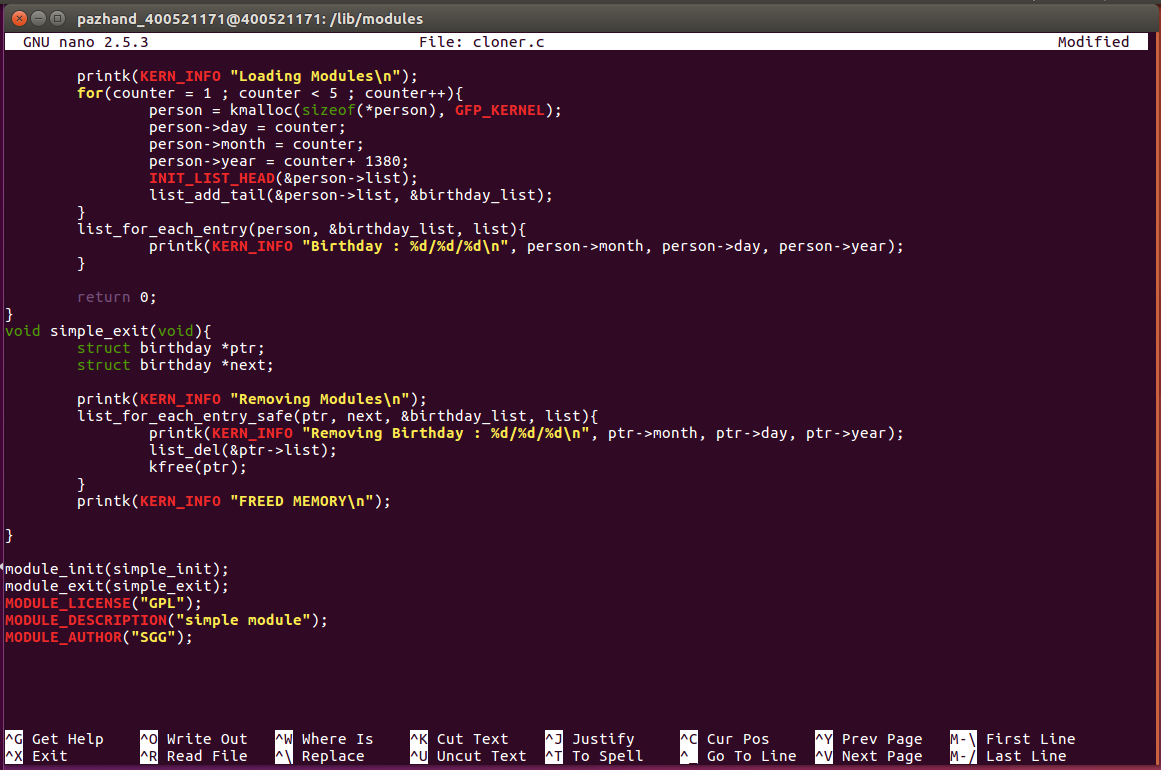 pazhand_400521171@400521171: /lib/modules
GNU nano 2.5.3 File: cloner.c Modified
printk(KERN_INFO "Loading Modules\n");
for(counter = 1 ; counter < 5 ; counter++){
person = kmalloc(sizeof(*person), GFP_KERNEL);
person->day = counter;
person->month = counter;
person->year = counter+ 1380;
INIT_LIST_HEAD(&person->list);
list_add_tail(&person->list, &birthday_list);
}
list_for_each_entry(person, &birthday_list, list){
printk(KERN_INFO "Birthday : %d/%d/%d\n", person->month, person->day, person->year);
}
return 0;
}
void simple_exit(void){
struct birthday *ptr;
struct birthday *next;
printk(KERN_INFO "Removing Modules\n");
list_for_each_entry_safe(ptr, next, &birthday_list, list){
printk(KERN_INFO "Removing Birthday : %d/%d/%d\n", ptr->month, ptr->day, ptr->year);
list_del(&ptr->list);
kfree(ptr);
}
printk(KERN_INFO "FREED MEMORY\n");
}
module_init(simple_init);
module_exit(simple_exit);
MODULE_LICENSE("GPL");
MODULE_DESCRIPTION("simple module");
MODULE_AUTHOR("SGG");
^G Get Help ^O Write Out ^W Where Is ^K Cut Text ^J Justify ^C Cur Pos ^Y Prev Page M-\ First Line
^X Exit ^R Read File ^\ Replace ^U Uncut Text ^T To Spell ^_ Go To Line ^V Next Page M-/ Last Line